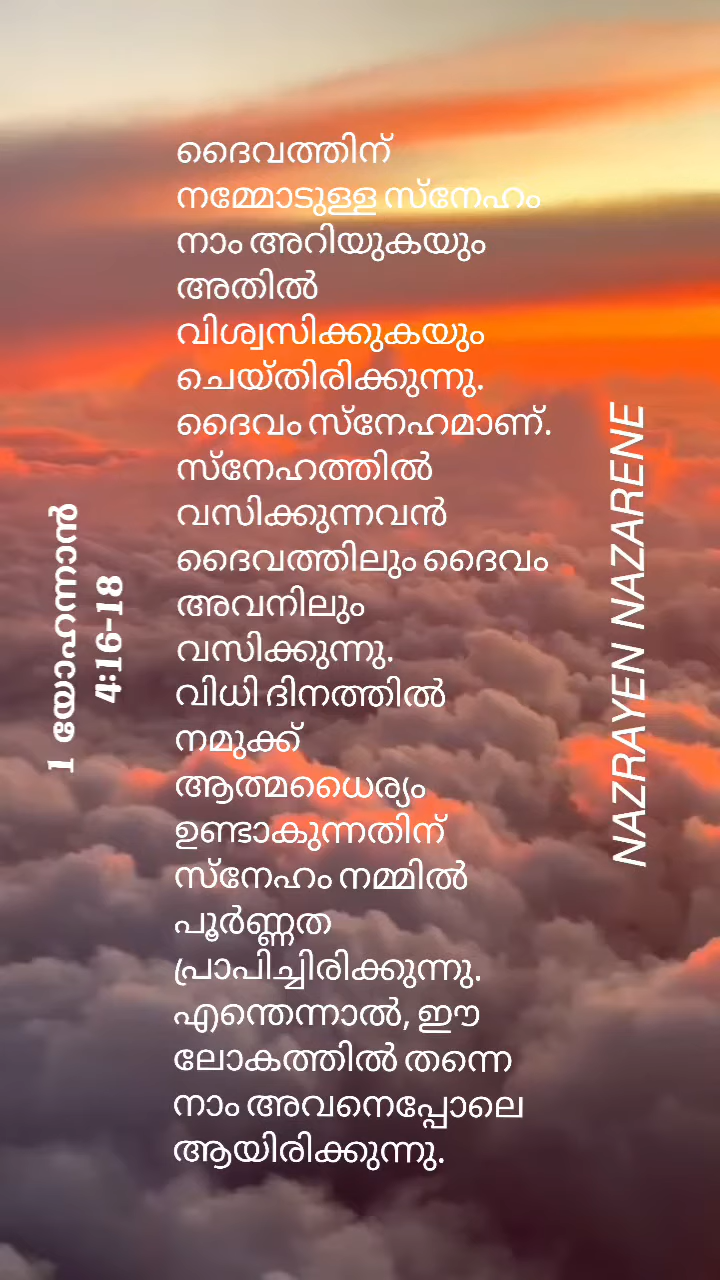 ദൈവത്തിന്
നമ്മോടുള്ള സ്നേഹം
നാം അറിയുകയും
അതിൽ
വിശ്വസിക്കുകയും
ചെയ്തിരിക്കുന്നു.
ദൈവം സ്നേഹമാണ്.
സ്നേഹത്തിൽ
വസിക്കുന്നവൻ
ദൈവത്തിലും ദൈവം
അവനിലും
വസിക്കുന്നു.
വിധി ദിനത്തിൽ
നമുക്ക്
ആത്മധൈര്യം
ഉണ്ടാകുന്നതിന്
സ്നേഹം നമ്മിൽ
പൂർണ്ണത
പ്രാപിച്ചിരിക്കുന്നു.
എന്തെന്നാൽ, ഈ
ലോകത്തിൽ തന്നെ
നാം അവനെപ്പോലെ
ആയിരിക്കുന്നു.
1 യോഹന്നാൻ
4:16-18
NAZRAYEN NAZARENE